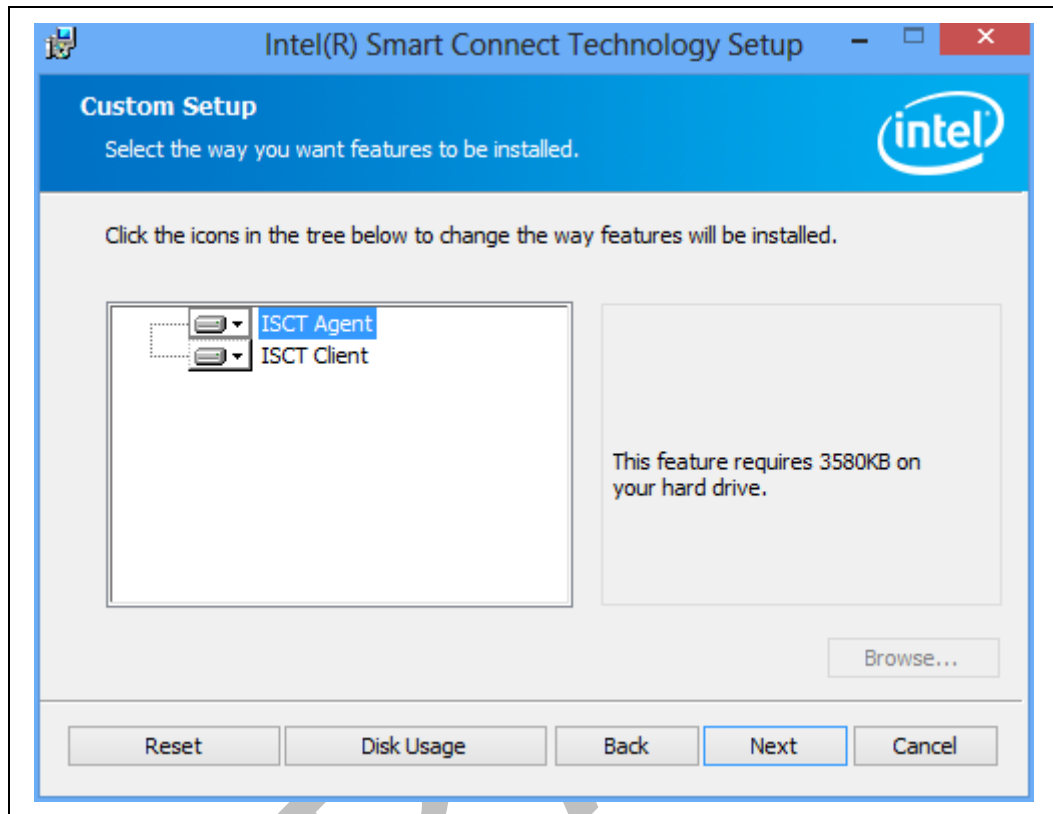 Intel(R) Smart Connect Technology Setup
Custom Setup
Select the way you want features to be installed.
intel
Click the icons in the tree below to change the way features will be installed.
ISCT Agent
ISCT Client
This feature requires 3580KB on
your hard drive.
Browse...
Reset Disk Usage Back Next Cancel